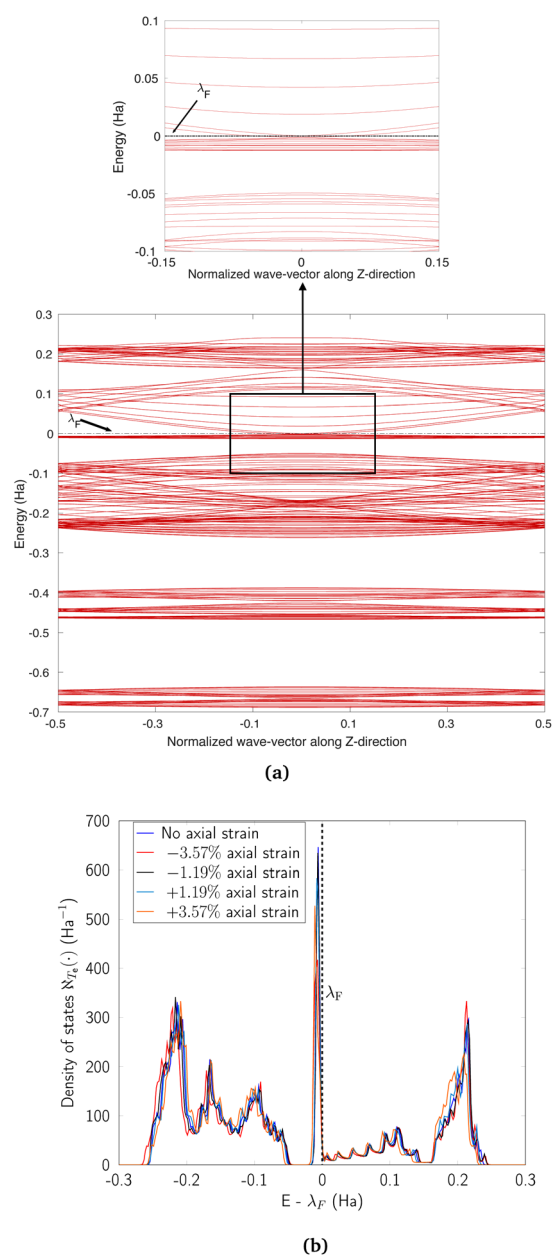 0.1
0.05
0
-0.05
-0.1
Energy (Ha)
λF
-0.15
0
0.15
Normalized wave-vector along Z-direction
0.3
0.2
0.1
0
-0.1
-0.2
-0.3
-0.4
-0.5
-0.6
-0.7
Energy (Ha)
λF
-0.5
-0.3
-0.1
0.1
0.3
0.5
Normalized wave-vector along Z-direction
(a)
700
600
500
400
300
200
100
0
Density of states ℵTe(·) (Ha−1)
No axial strain
−3.57% axial strain
−1.19% axial strain
+1.19% axial strain
+3.57% axial strain
λF
-0.3
-0.2
-0.1
0
0.1
0.2
0.3
E - λF (Ha)
(b)